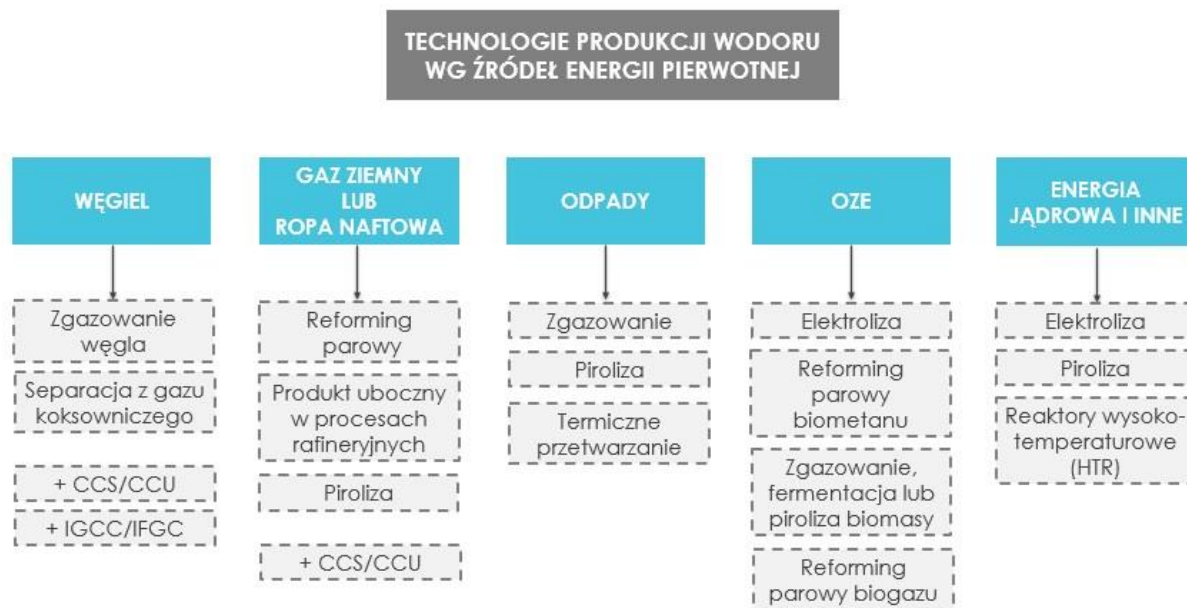 TECHNOLOGIE PRODUKCJI WODORU
WG ŹRÓDEŁ ENERGII PIERWOTNEJ
WĘGIEL
Zgazowanie
węgla
Separacja z gazu
koksowniczego
+ CCS/CCU
+ IGCC/IFGC
GAZ ZIEMNY
LUB
ROPA NAFTOWA
Reforming
parowy
Produkt uboczny
w procesach
rafineryjnych
Piroliza
+ CCS/CCU
ODPADY
Zgazowanie
Piroliza
Termiczne
przetwarzanie
OZE
Elektroliza
Reforming
parowy
biometanu
Zgazowanie,
fermentacja lub
piroliza biomasy
Reforming
parowy biogazu
ENERGIA
JĄDROWA I INNE
Elektroliza
Piroliza
Reaktory wysoko-
temperaturowe
(HTR)